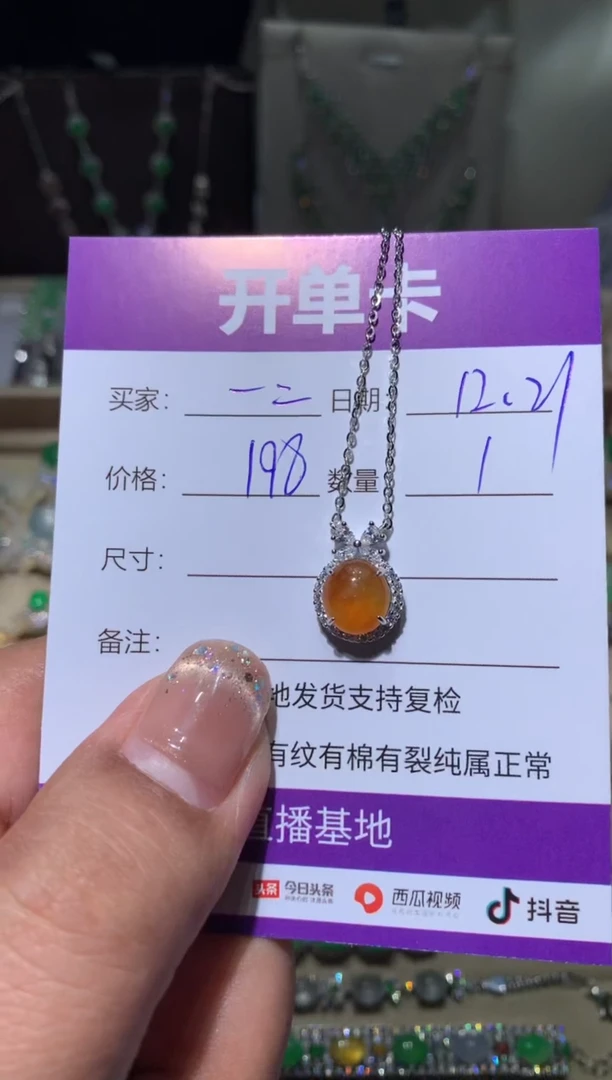 开单卡
买家: 一二 日期: 12.21
价格: 198 数量 1
尺寸:
备注:
地发货支持复检
有纹有棉有裂纯属正常
直播基地
头条 今日头条 西瓜视频 抖音